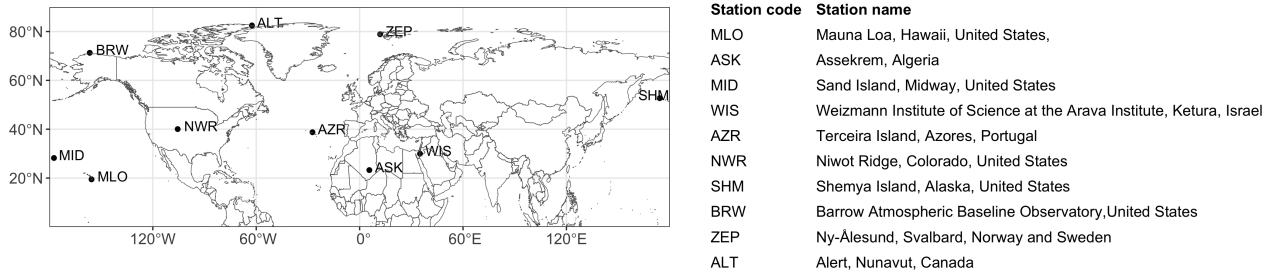 80°N
60°N
40°N
20°N
120°W
60°W
0°
60°E
120°E
ALT
ZEP
BRW
SHM
NWR
AZR
WIS
MID
ASK
MLO
Station code Station name
MLO Mauna Loa, Hawaii, United States,
ASK Assekrem, Algeria
MID Sand Island, Midway, United States
WIS Weizmann Institute of Science at the Arava Institute, Ketura, Israel
AZR Terceira Island, Azores, Portugal
NWR Niwot Ridge, Colorado, United States
SHM Shemya Island, Alaska, United States
BRW Barrow Atmospheric Baseline Observatory,United States
ZEP Ny-Ålesund, Svalbard, Norway and Sweden
ALT Alert, Nunavut, Canada